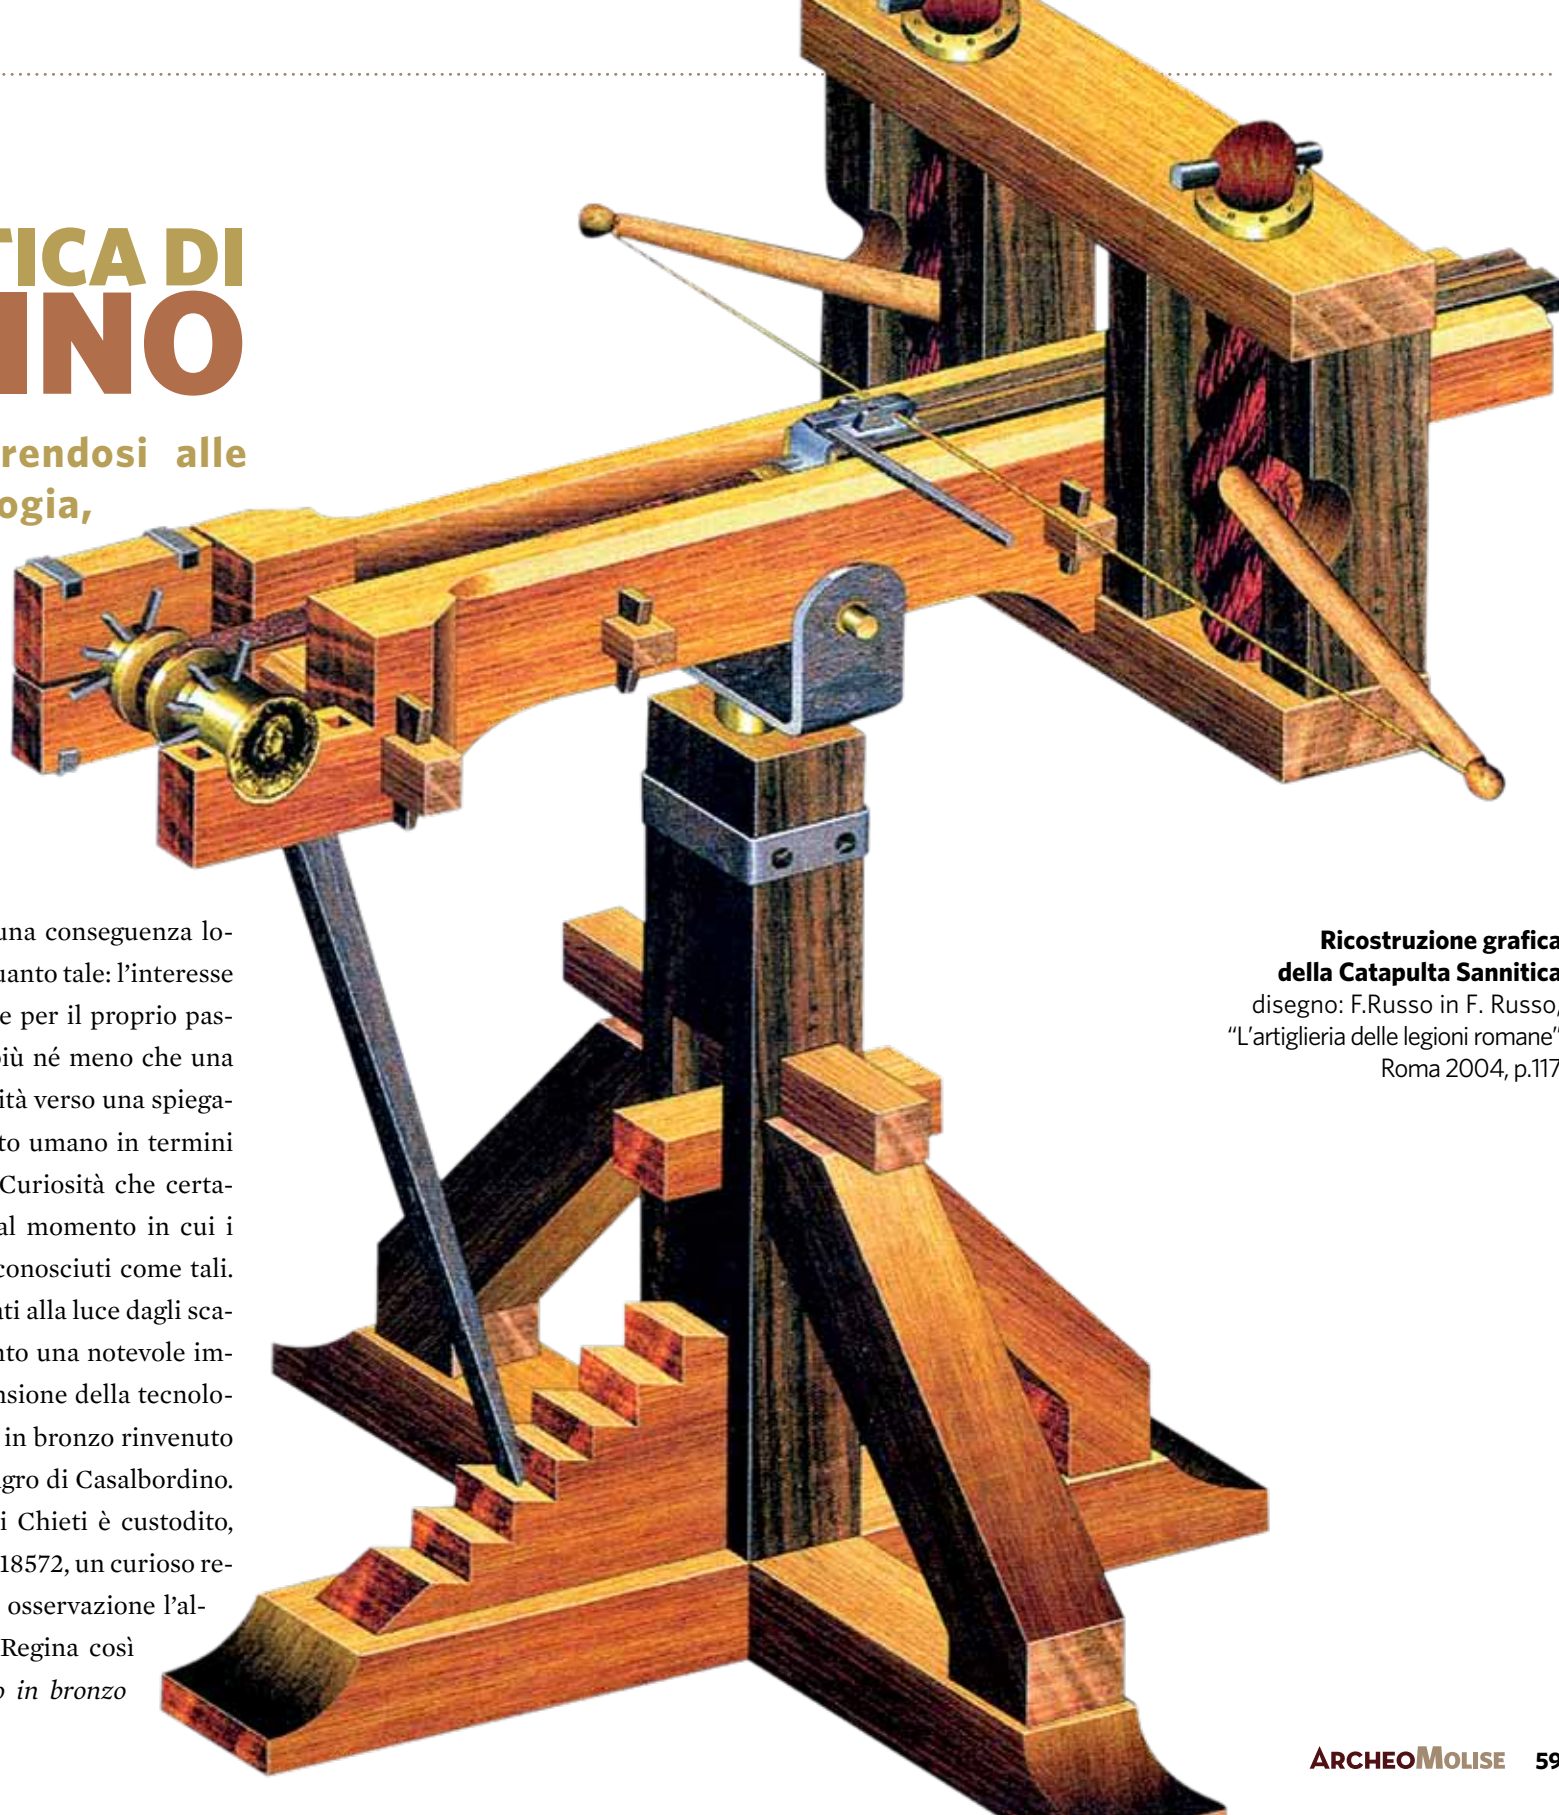 TICA DI
INO
rendosi alle
ogia,
una conseguenza lo-
uanto tale: l'interesse
e per il proprio pas-
più né meno che una
ità verso una spiega-
to umano in termini
Curiosità che certa-
al momento in cui i
conosciuti come tali.
ti alla luce dagli sca-
nto una notevole im-
nsione della tecnolo-
in bronzo rinvenuto
gro di Casalbordino.
i Chieti è custodito,
18572, un curioso re-
osservazione l'al-
Regina così
o in bronzo
Ricostruzione grafica
della Catapulta Sannitica
disegno: F.Russo in F. Russo,
“L'artiglieria delle legioni romane”
Roma 2004, p.117
ARCHEOMOLISE 59